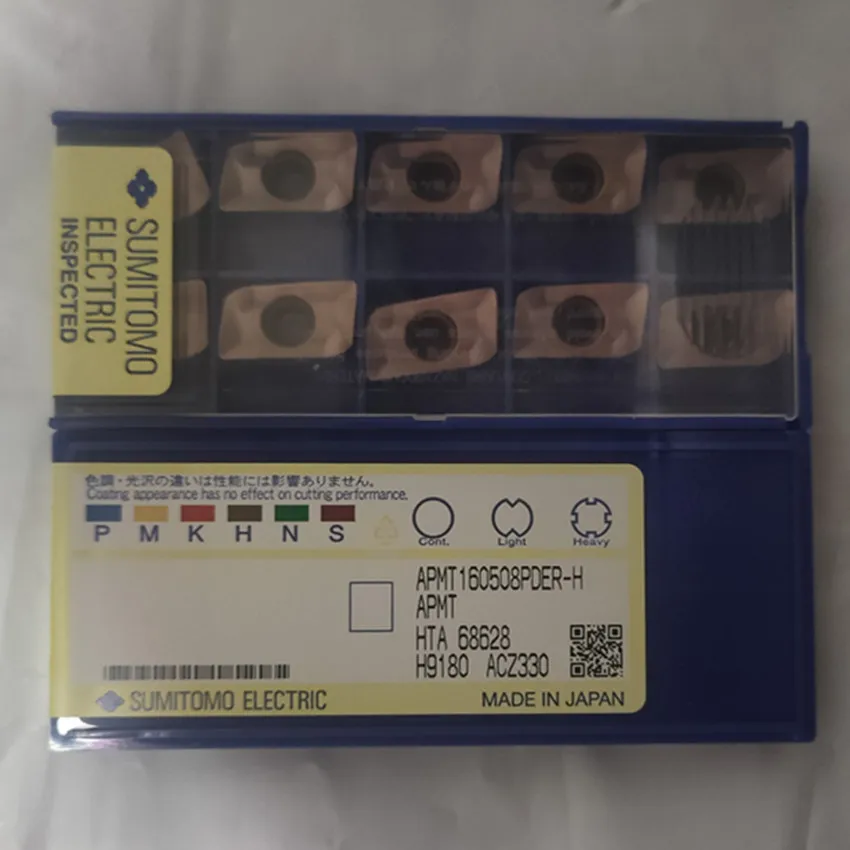 SUMITOMO
ELECTRIC
INSPECTED
色調・光沢の違いは性能には影響ありません。
Coating appearance has no effect on cutting performance.
P M K H N S
Cont. Light Heavy
APMT160508PDER-H
APMT
HTA 68628
H9180 ACZ330
SUMITOMO ELECTRIC
MADE IN JAPAN